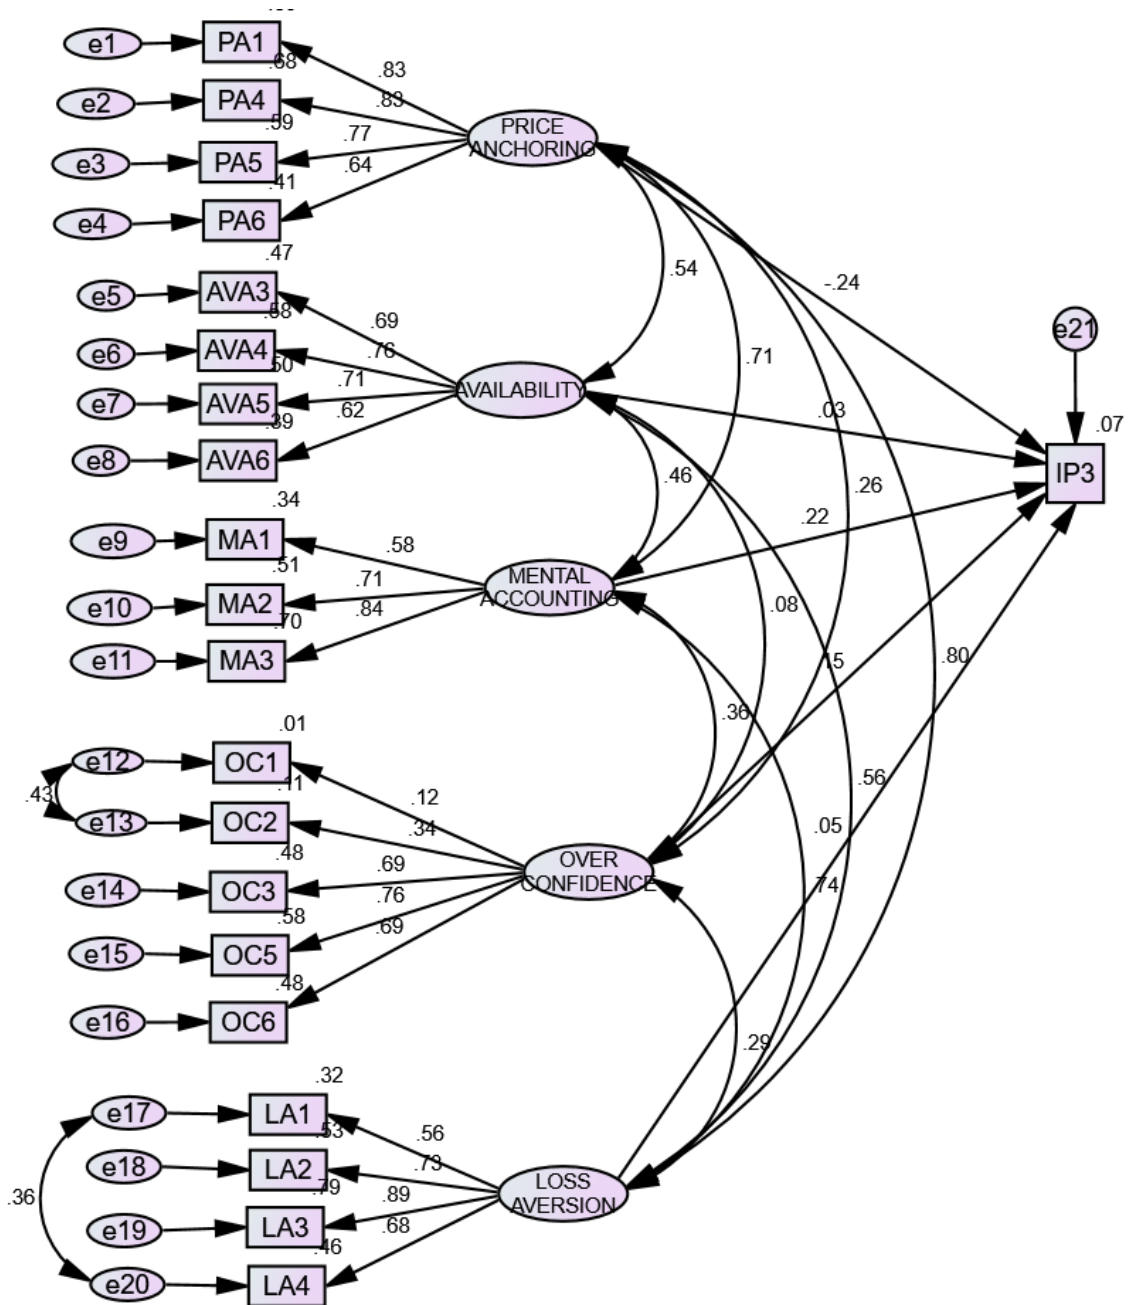 e1
PA1
.68
.83
e2
PA4
.83
.59
PRICE
ANCHORING
e3
PA5
.77
.64
.41
e4
PA6
.47
.54
-.24
e5
AVA3
.58
.69
e21
e6
AVA4
.76
.50
.71
.71
AVAILABILITY
e7
AVA5
.62
.39
.03
.07
e8
AVA6
.46
IP3
.26
.34
.22
e9
MA1
.58
.51
MENTAL
ACCOUNTING
.71
e10
MA2
.84
.70
.08
e11
MA3
.15
.80
.01
.36
e12
OC1
.11
.56
.43
.12
e13
OC2
.34
.05
.48
OVER
CONFIDENCE
.69
e14
OC3
.76
.74
.58
.69
e15
OC5
.48
e16
OC6
.29
.32
e17
LA1
.53
.56
.73
e18
LA2
.79
.89
LOSS
AVERSION
.36
e19
LA3
.68
.46
e20
LA4